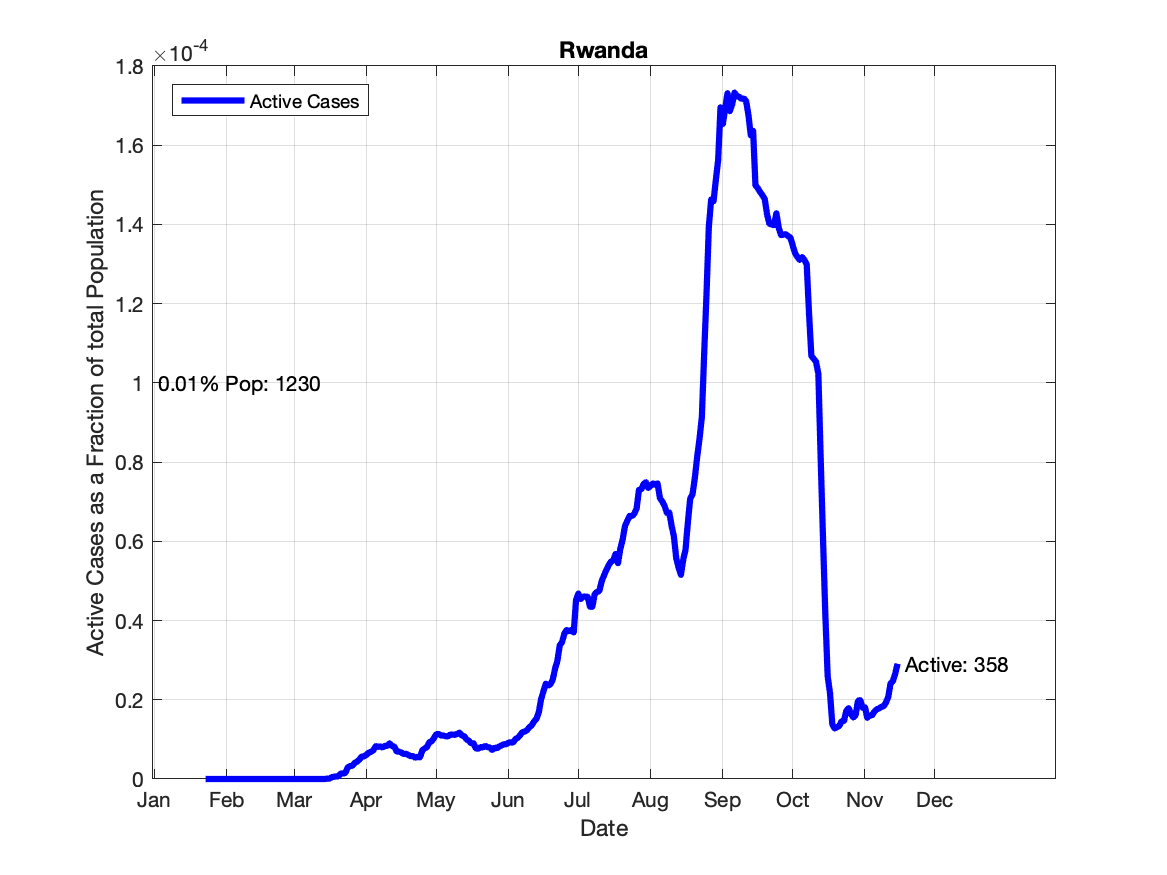 Rwanda
×10-4
1.8
1.6
1.4
1.2
1
0.8
0.6
0.4
0.2
0
Active Cases as a Fraction of total Population
Active Cases
0.01% Pop: 1230
Active: 358
Jan Feb Mar Apr May Jun Jul Aug Sep Oct Nov Dec
Date